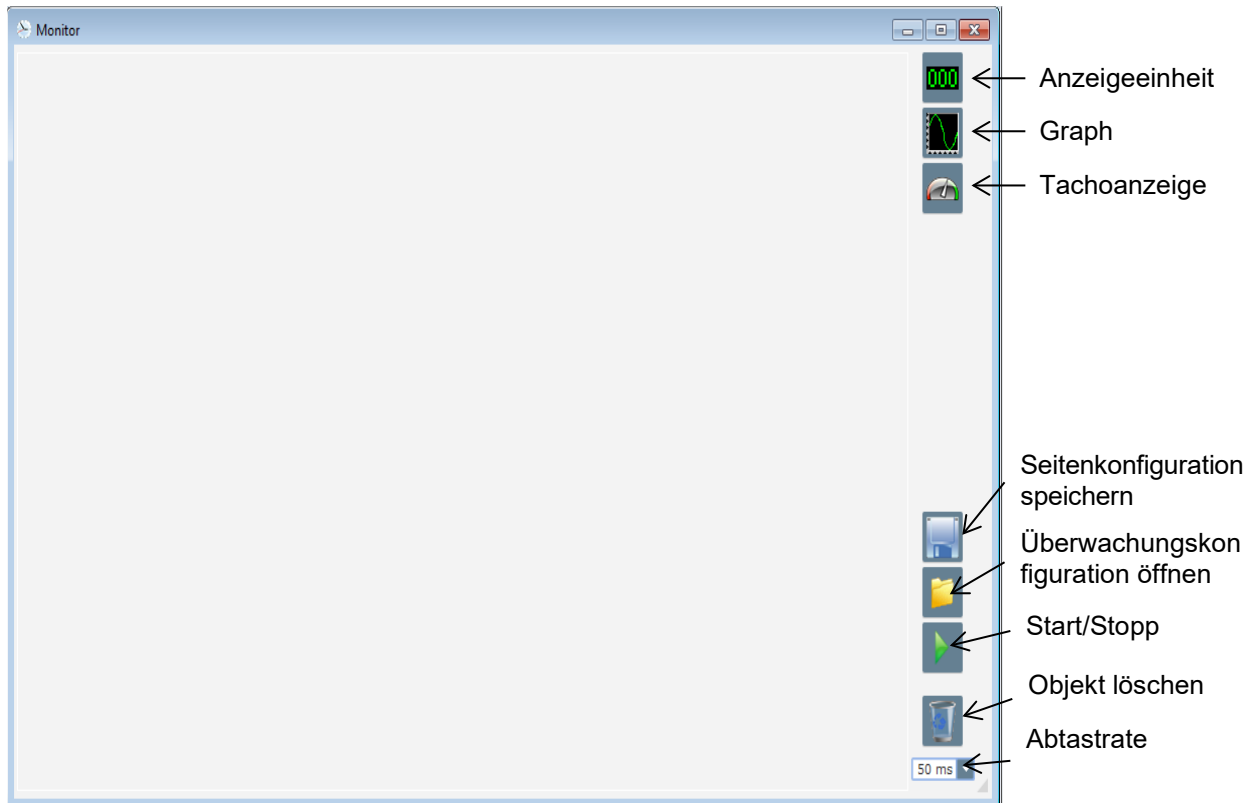 Monitor
000
Anzeigeeinheit
Graph
Tachoanzeige
Seitenkonfiguration
speichern
Überwachungskon
figuration öffnen
Start/Stopp
Objekt löschen
Abtastrate
50 ms